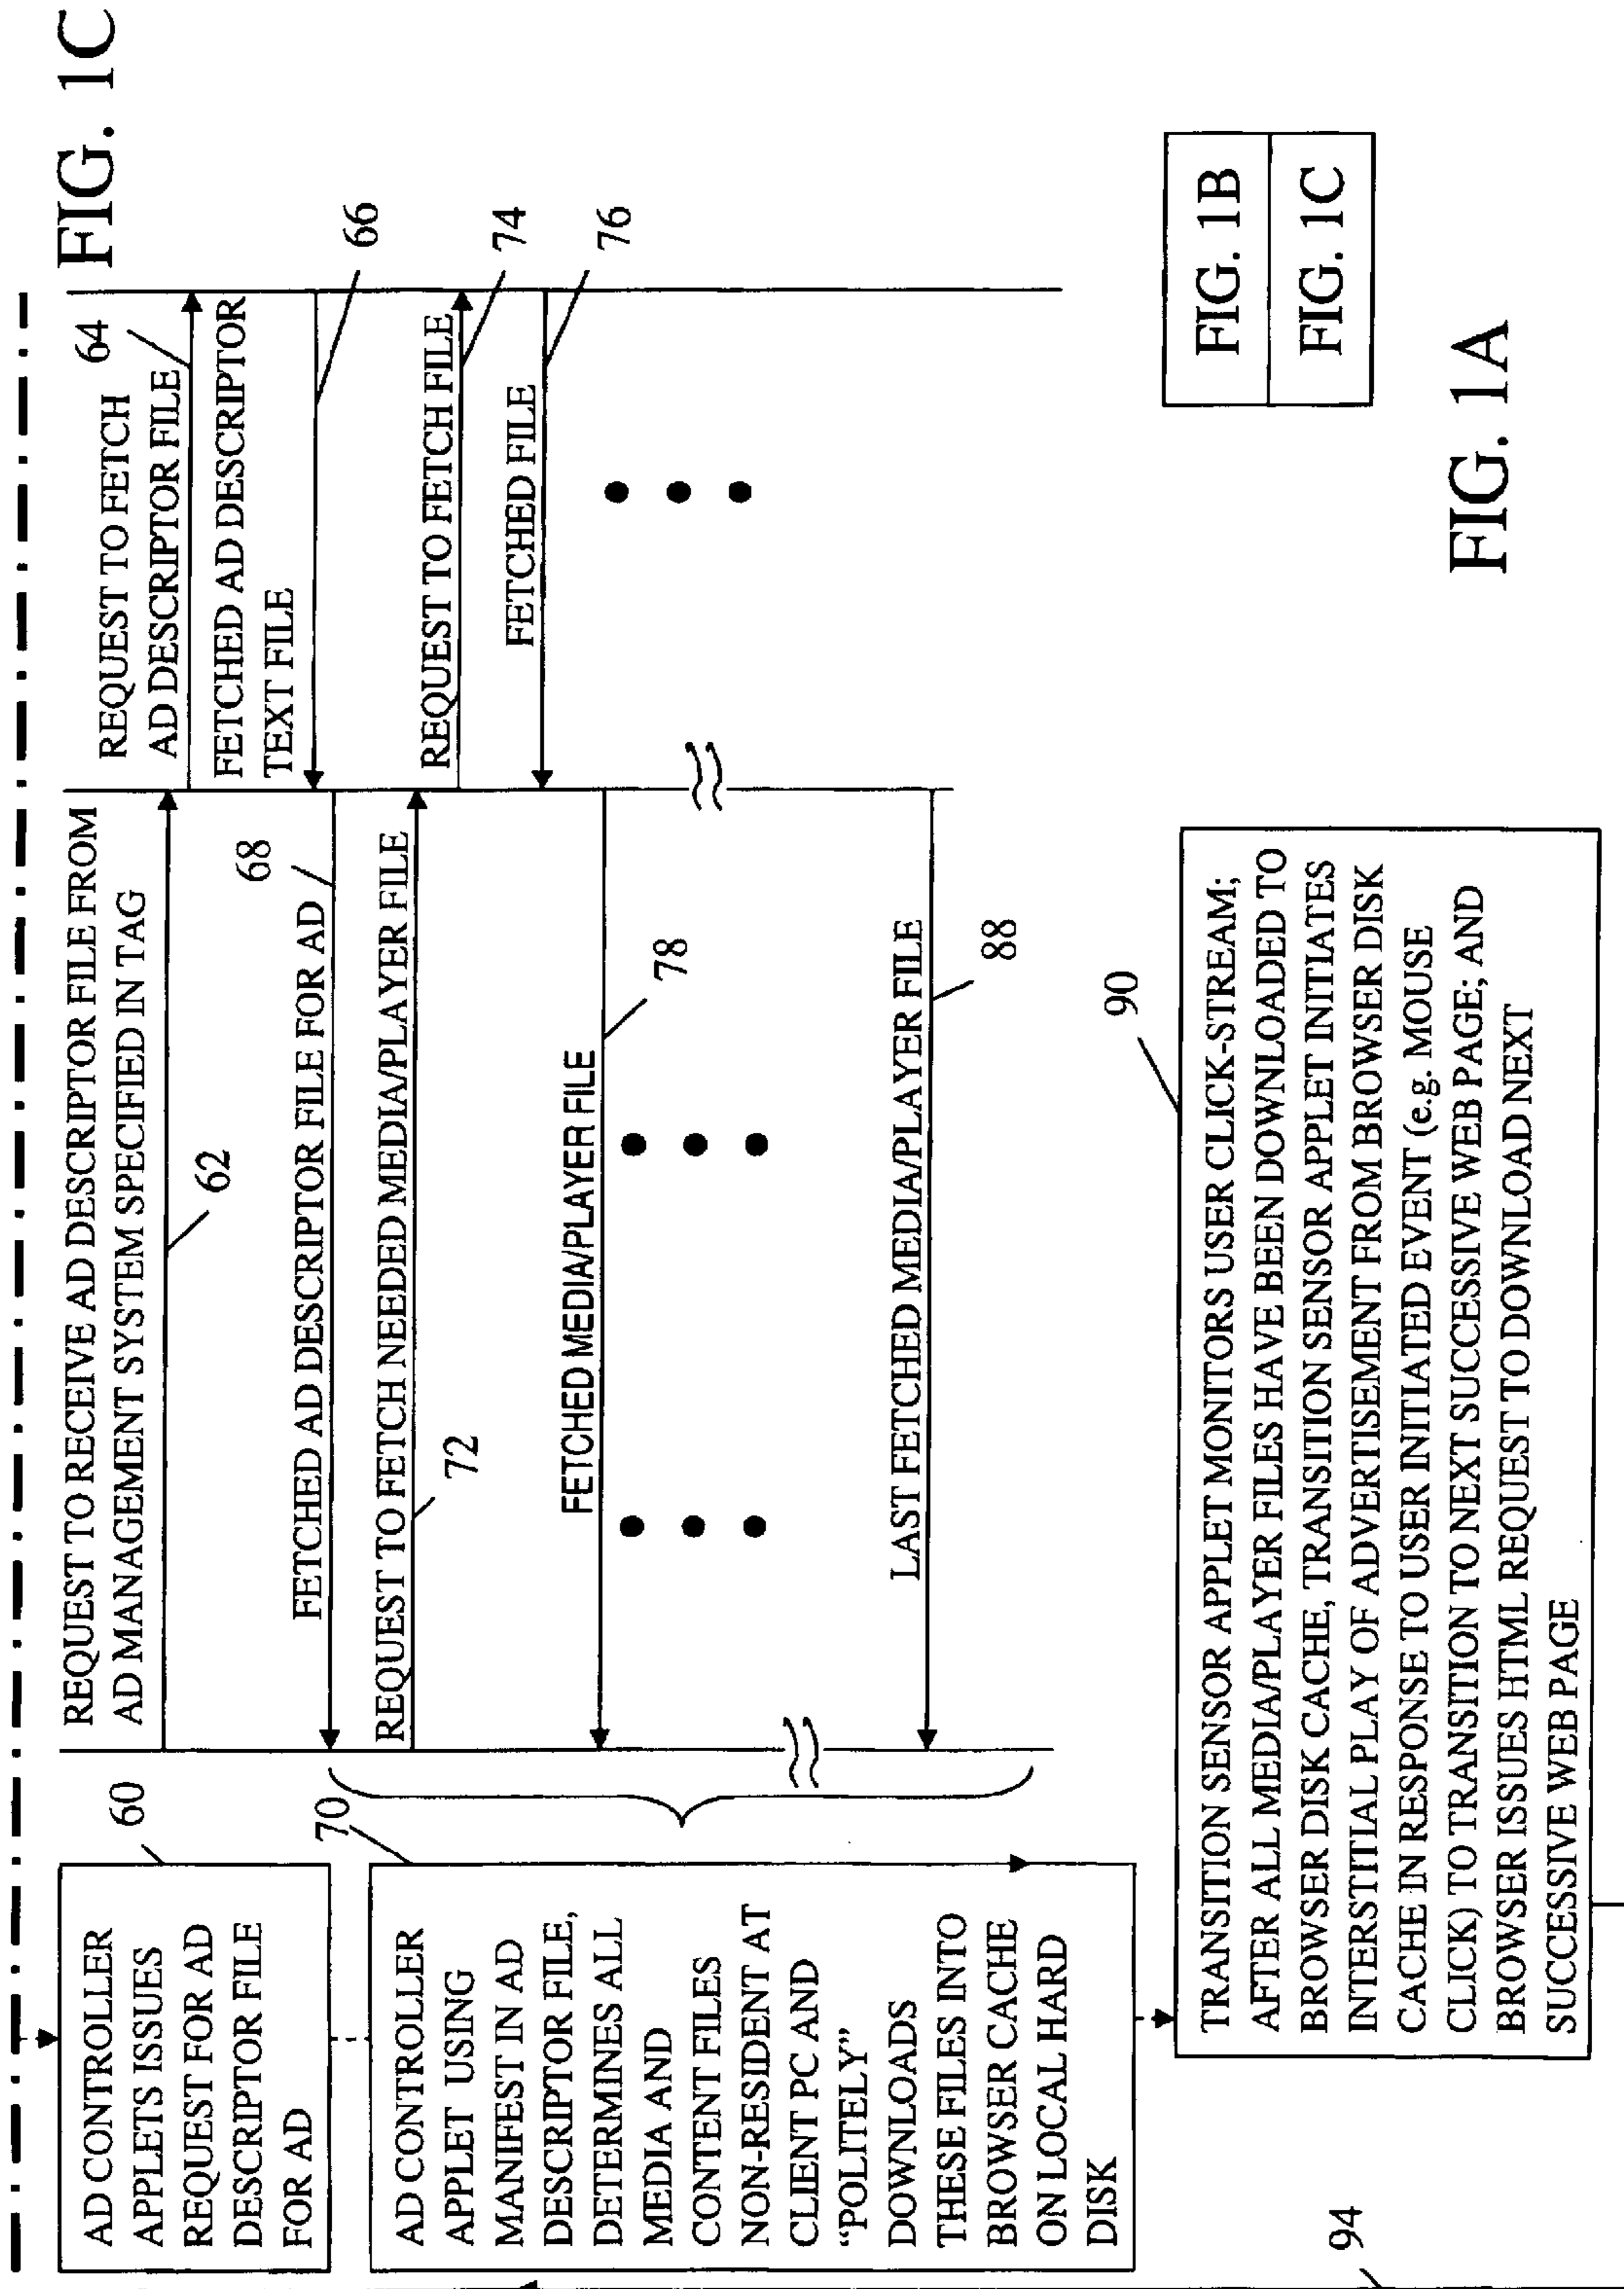 FIG. 1C
AD CONTROLLER
APPLETS ISSUES
REQUEST FOR AD
DESCRIPTOR FILE
FOR AD
60
REQUEST TO RECEIVE AD DESCRIPTOR FILE FROM
AD MANAGEMENT SYSTEM SPECIFIED IN TAG
62
REQUEST TO FETCH
AD DESCRIPTOR FILE
64
FETCHED AD DESCRIPTOR
TEXT FILE
66
FETCHED AD DESCRIPTOR FILE FOR AD
68
AD CONTROLLER
APPLET USING
MANIFEST IN AD
DESCRIPTOR FILE,
DETERMINES ALL
MEDIA AND
CONTENT FILES
NON-RESIDENT AT
CLIENT PC AND
“POLITELY”
DOWNLOADS
THESE FILES INTO
BROWSER CACHE
ON LOCAL HARD
DISK
70
REQUEST TO FETCH NEEDED MEDIA/PLAYER FILE
72
REQUEST TO FETCH FILE
74
FETCHED FILE
76
FETCHED MEDIA/PLAYER FILE
78
LAST FETCHED MEDIA/PLAYER FILE
88
90
TRANSITION SENSOR APPLET MONITORS USER CLICK-STREAM;
AFTER ALL MEDIA/PLAYER FILES HAVE BEEN DOWNLOADED TO
BROWSER DISK CACHE, TRANSITION SENSOR APPLET INITIATES
INTERSTITIAL PLAY OF ADVERTISEMENT FROM BROWSER DISK
CACHE IN RESPONSE TO USER INITIATED EVENT (e.g. MOUSE
CLICK) TO TRANSITION TO NEXT SUCCESSIVE WEB PAGE; AND
BROWSER ISSUES HTML REQUEST TO DOWNLOAD NEXT
SUCCESSIVE WEB PAGE
94
FIG. 1B
FIG. 1C
FIG. 1A